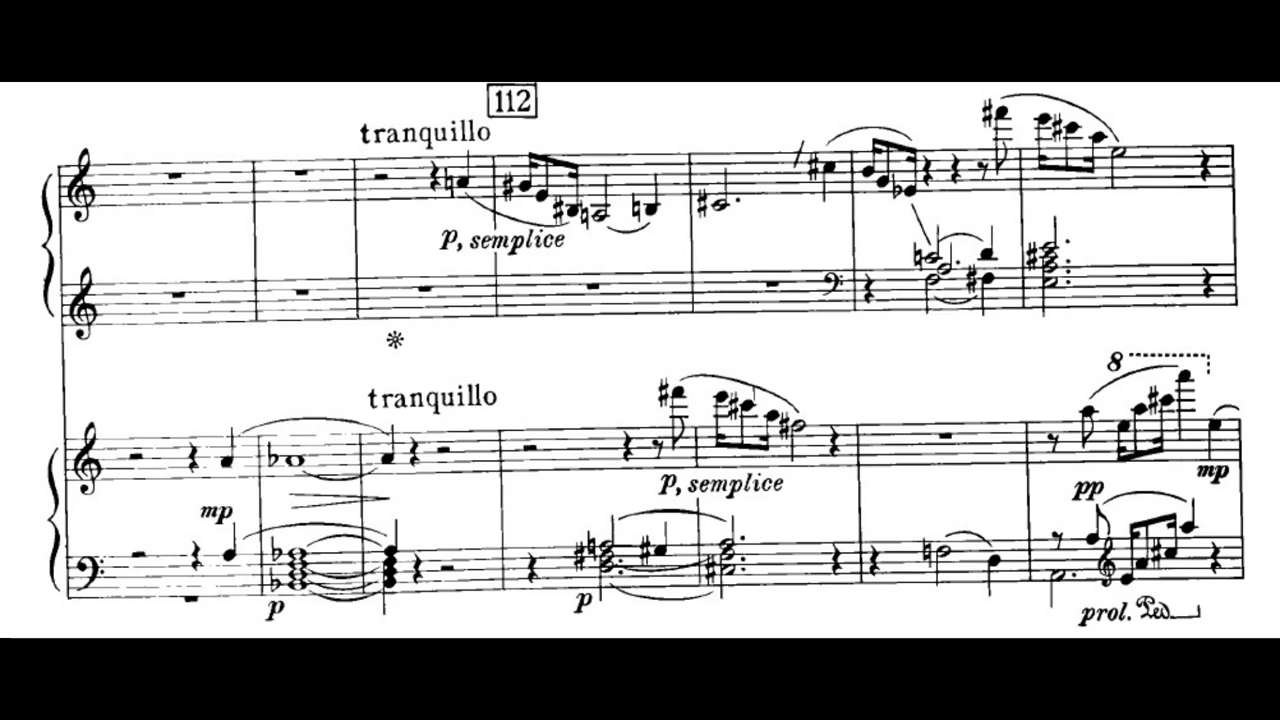 112
tranquillo
p, semplice
tranquillo
8
mp
p, semplice
pp
mp
p
p
prol. Ped